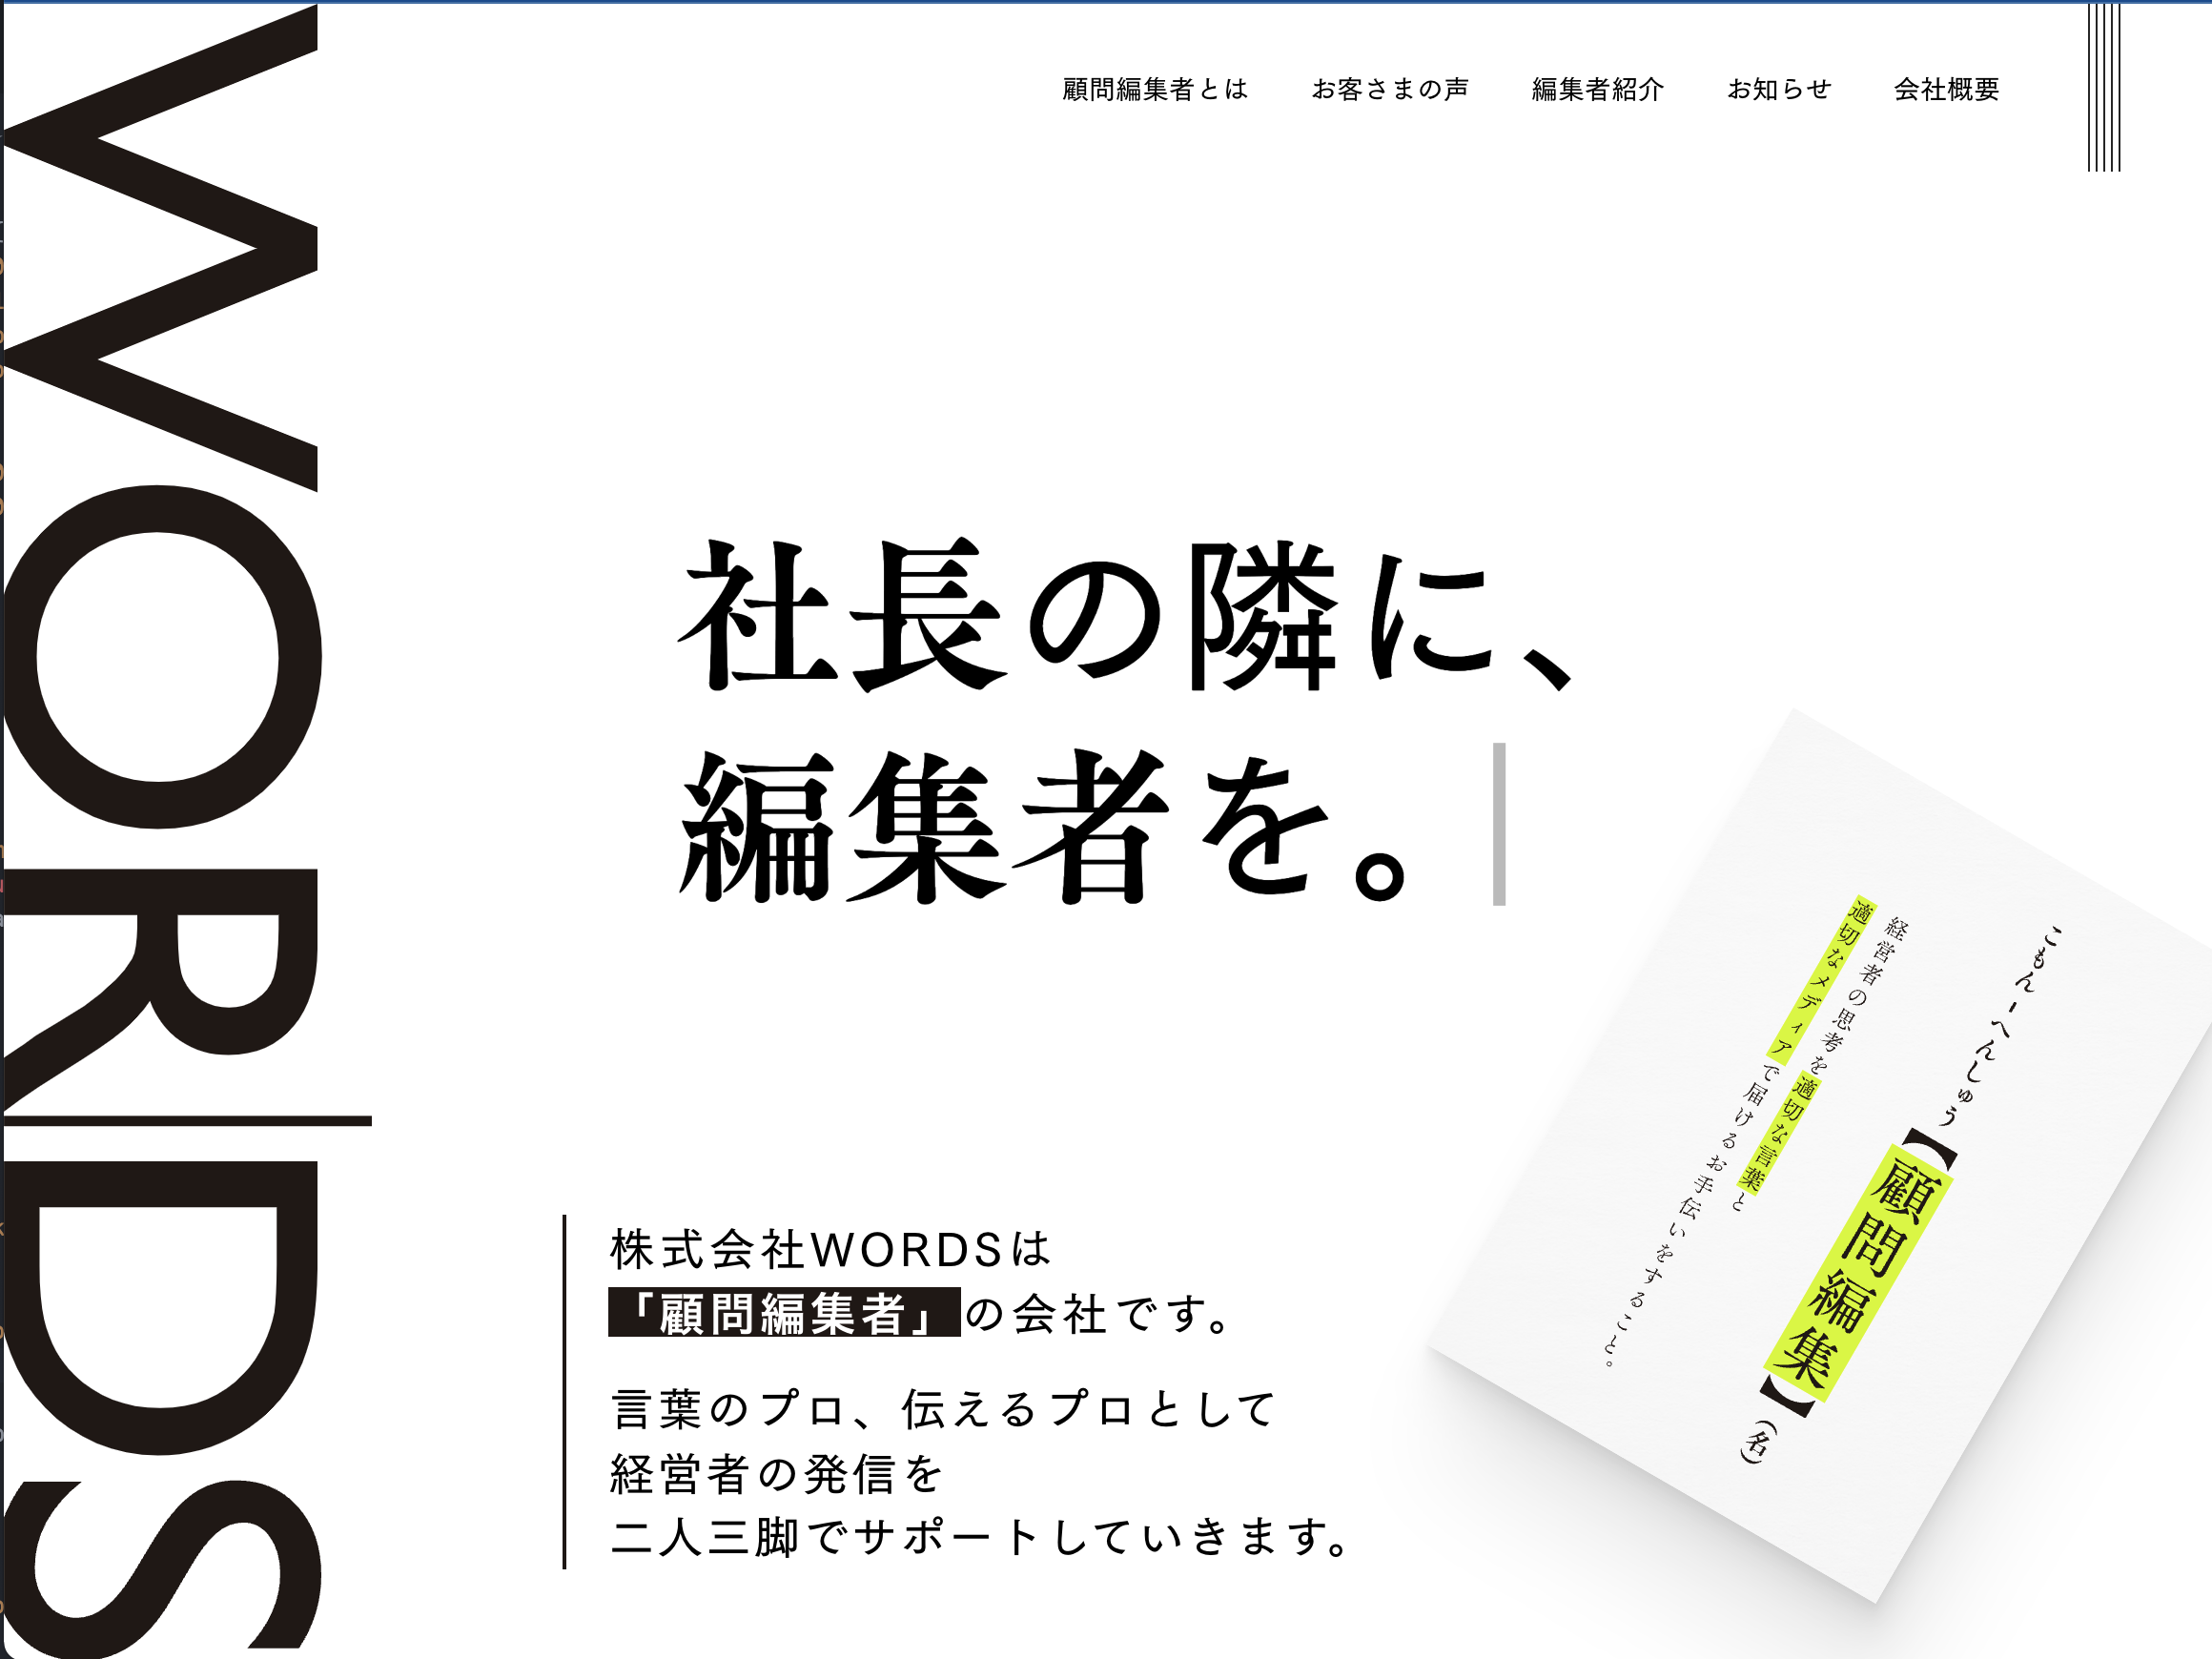 WORDS
顧問編集者とは
お客さまの声
編集者紹介
お知らせ
会社概要
社長の隣に、
編集者を。
株式会社WORDSは
「顧問編集者」の会社です。
言葉のプロ、伝えるプロとして
経営者の発信を
二人三脚でサポートしていきます。
こもん-へんしゅう【顧問編集】(名)
経営者の思考を適切な言葉と
適切なメディアで届けるお手伝いをすること。